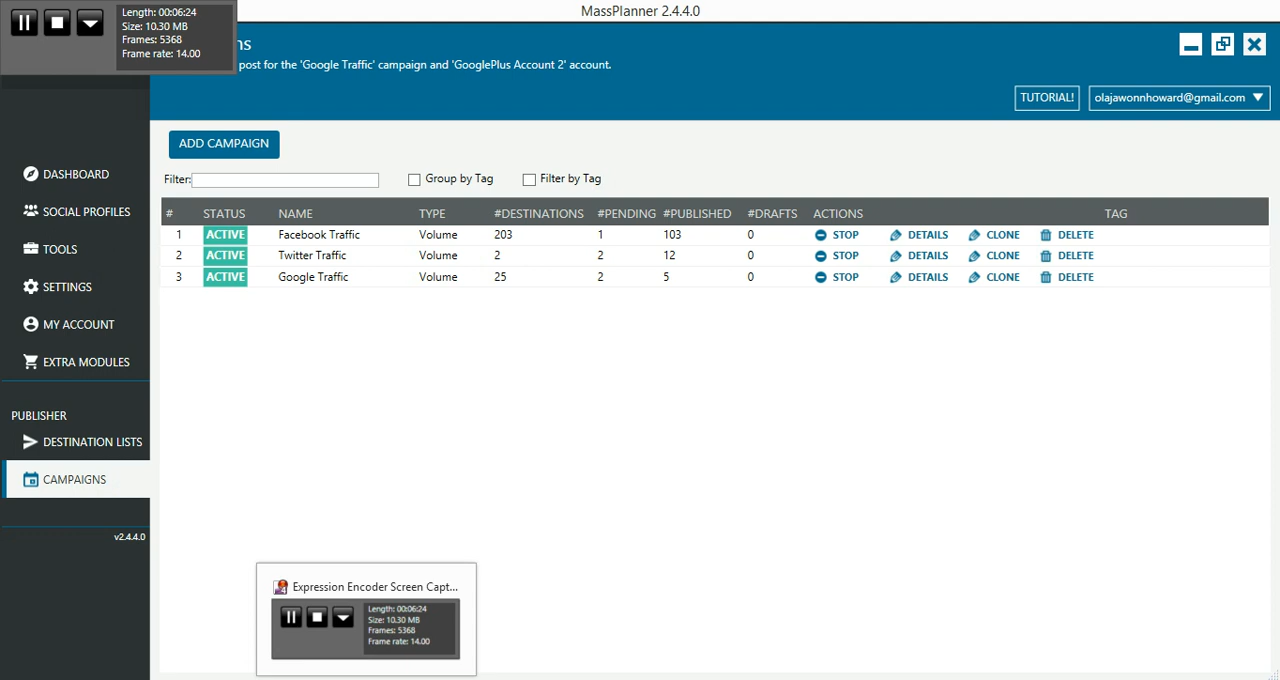 MassPlanner 2.4.4.0
Length: 00:06:24
Size: 10.30 MB
Frames: 5368
Frame rate: 14.00
ns
post for the 'Google Traffic' campaign and 'GooglePlus Account 2' account.
TUTORIAL!
olajawonnhoward@gmail.com
ADD CAMPAIGN
Filter:
Group by Tag
Filter by Tag
# STATUS NAME TYPE #DESTINATIONS #PENDING #PUBLISHED #DRAFTS ACTIONS TAG
1 ACTIVE Facebook Traffic Volume 203 1 103 0 STOP DETAILS CLONE DELETE
2 ACTIVE Twitter Traffic Volume 2 2 12 0 STOP DETAILS CLONE DELETE
3 ACTIVE Google Traffic Volume 25 2 5 0 STOP DETAILS CLONE DELETE
DASHBOARD
SOCIAL PROFILES
TOOLS
SETTINGS
MY ACCOUNT
EXTRA MODULES
PUBLISHER
DESTINATION LISTS
CAMPAIGNS
v2.4.4.0
Expression Encoder Screen Capt...
Length: 00:06:24
Size: 10.30 MB
Frames: 5368
Frame rate: 14.00